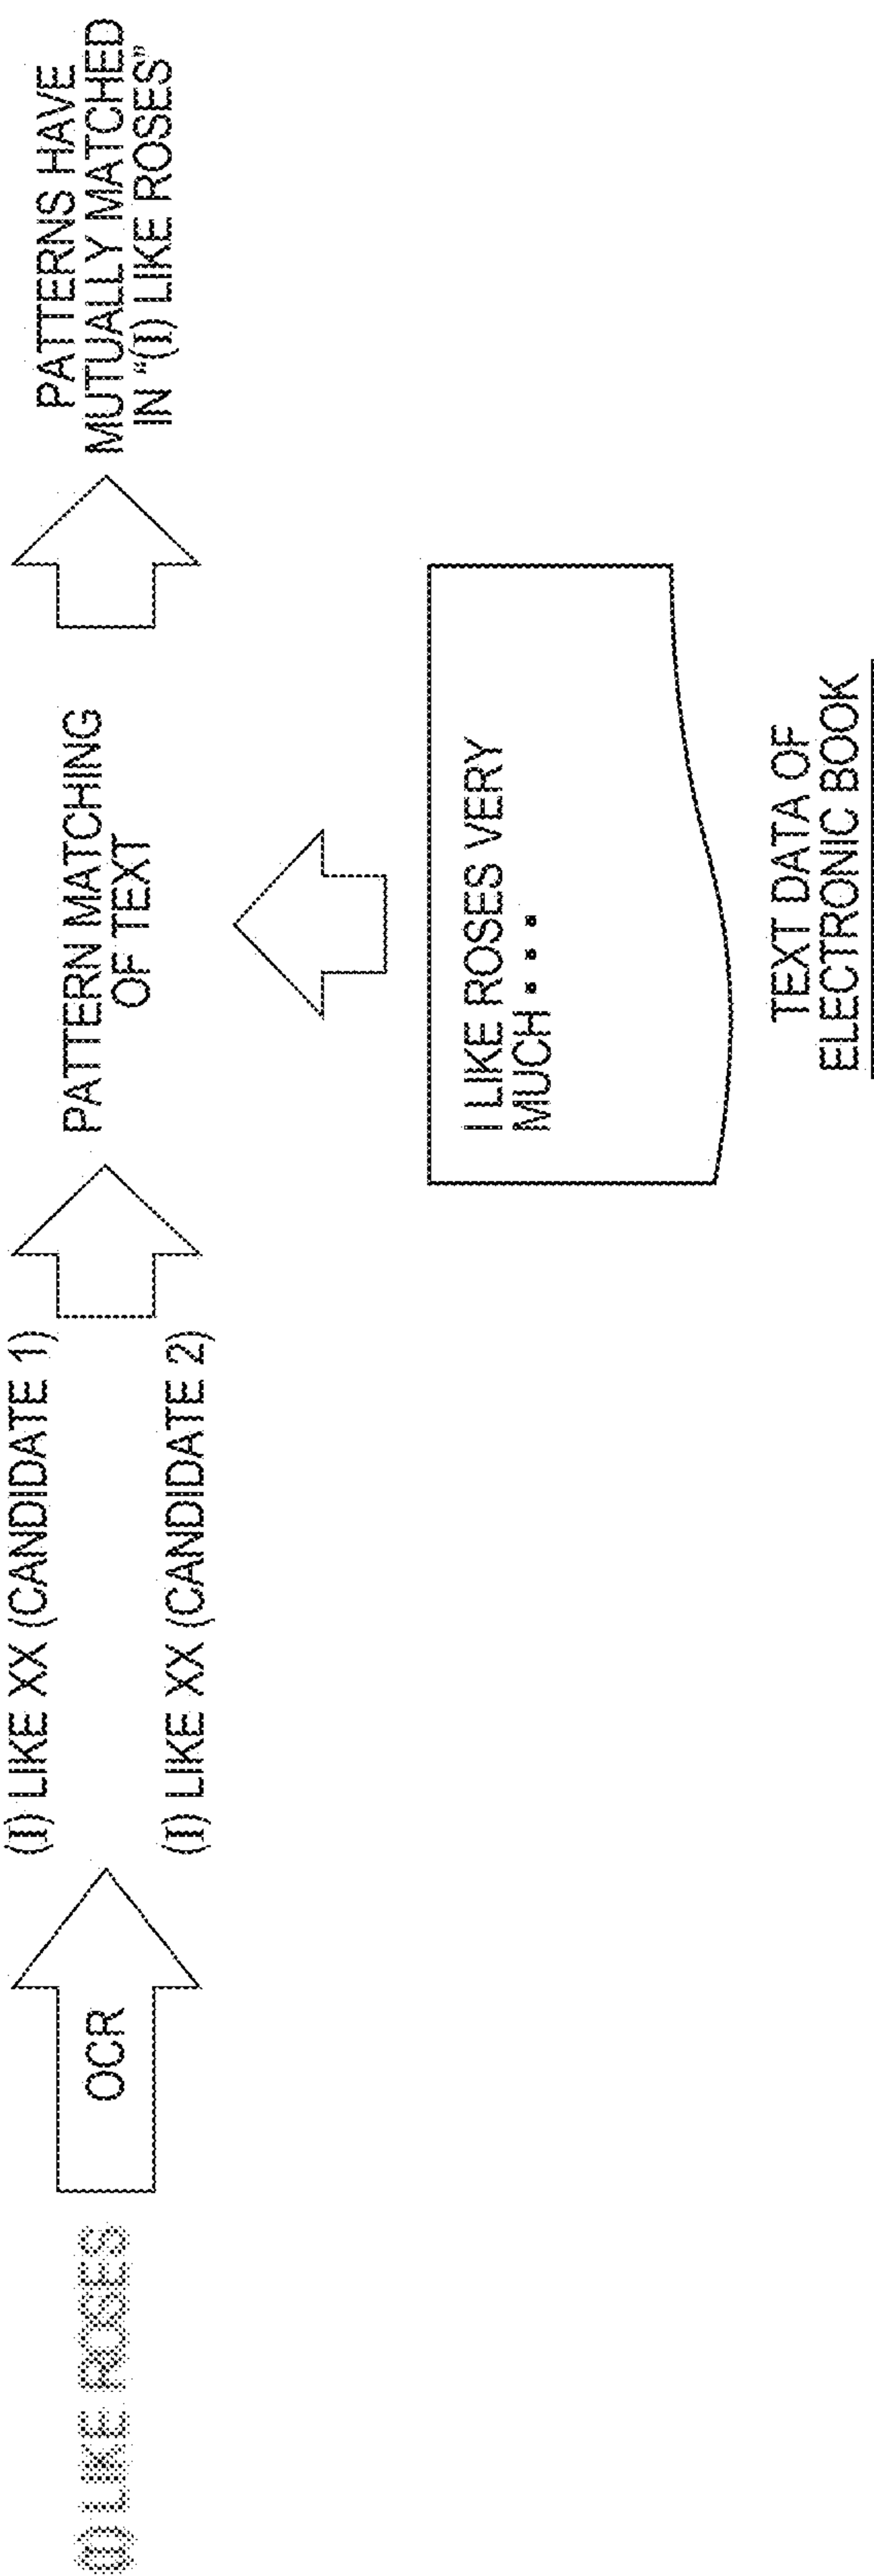 (I) LIKE ROSES
OCR
(I) LIKE XX (CANDIDATE 1)
(I) LIKE XX (CANDIDATE 2)
PATTERN MATCHING
OF TEXT
PATTERNS HAVE
MUTUALLY MATCHED
IN "(I) LIKE ROSES"
I LIKE ROSES VERY
MUCH • • •
TEXT DATA OF
ELECTRONIC BOOK